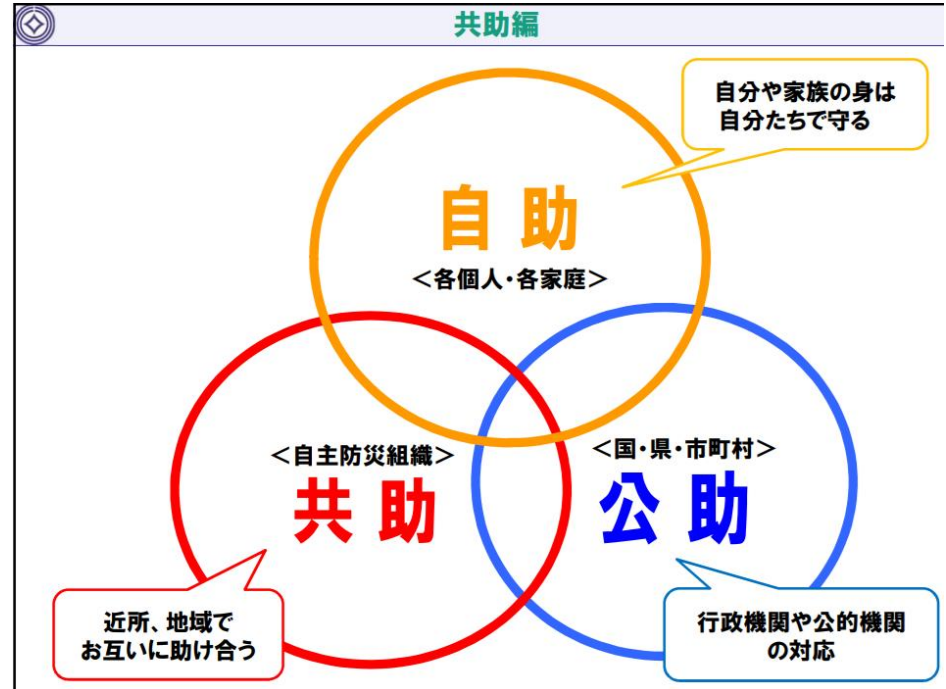 共助編
自分や家族の身は
自分たちで守る
自 助
＜各個人・各家庭＞
＜自主防災組織＞
共 助
＜国・県・市町村＞
公 助
近所、地域で
お互いに助け合う
行政機関や公的機関
の対応